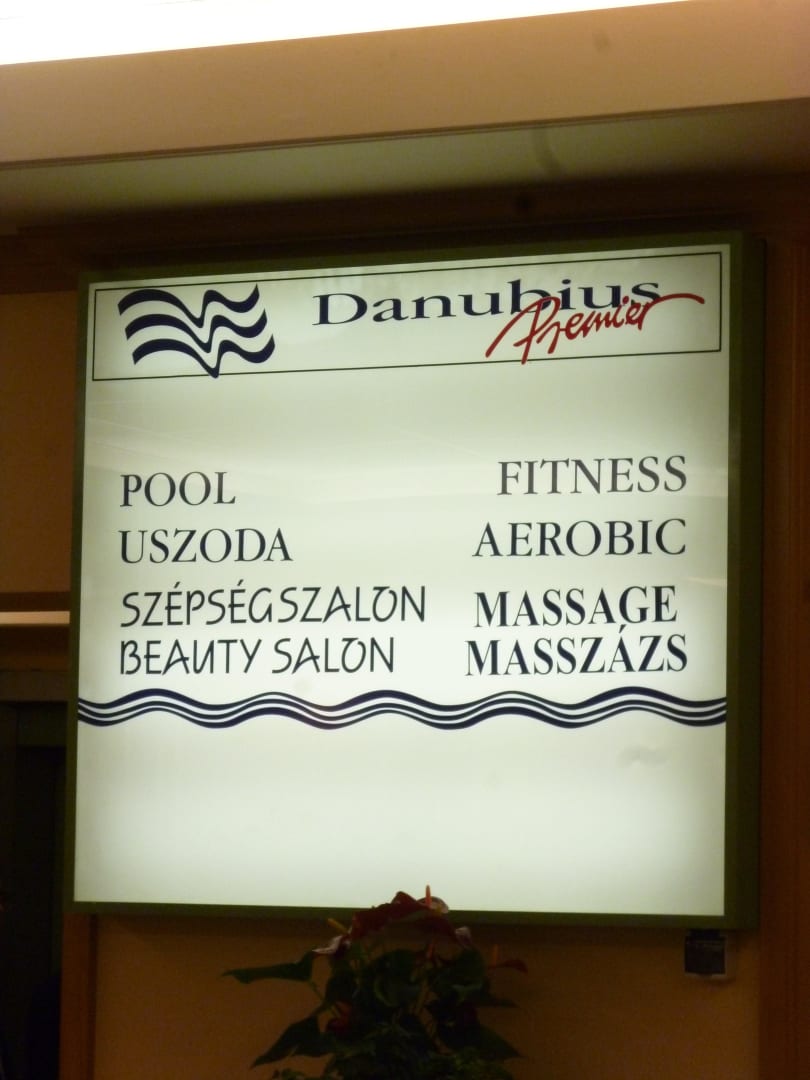 Danubius
Premier
POOL
USZODA
SZÉPSÉGSZALON
BEAUTY SALON
FITNESS
AEROBIC
MASSAGE
MASSZÁZS